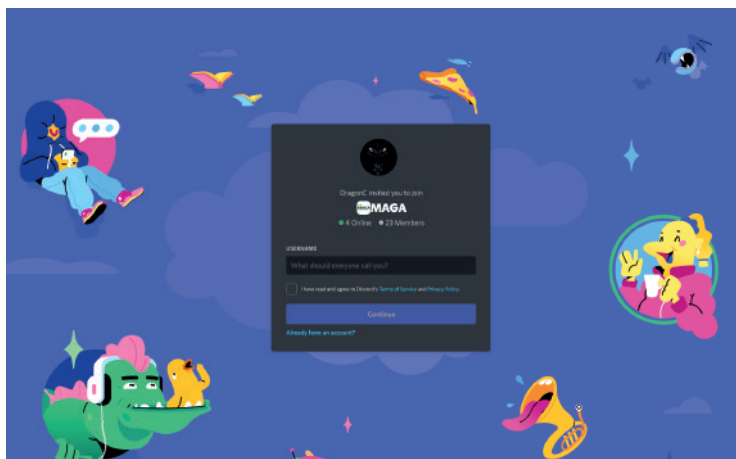 DragonC invited you to join
MAGA
4 Online 23 Members
USERNAME
What should everyone call you?
I have read and agree to Discord's Terms of Service and Privacy Policy.
Continue
Already have an account?